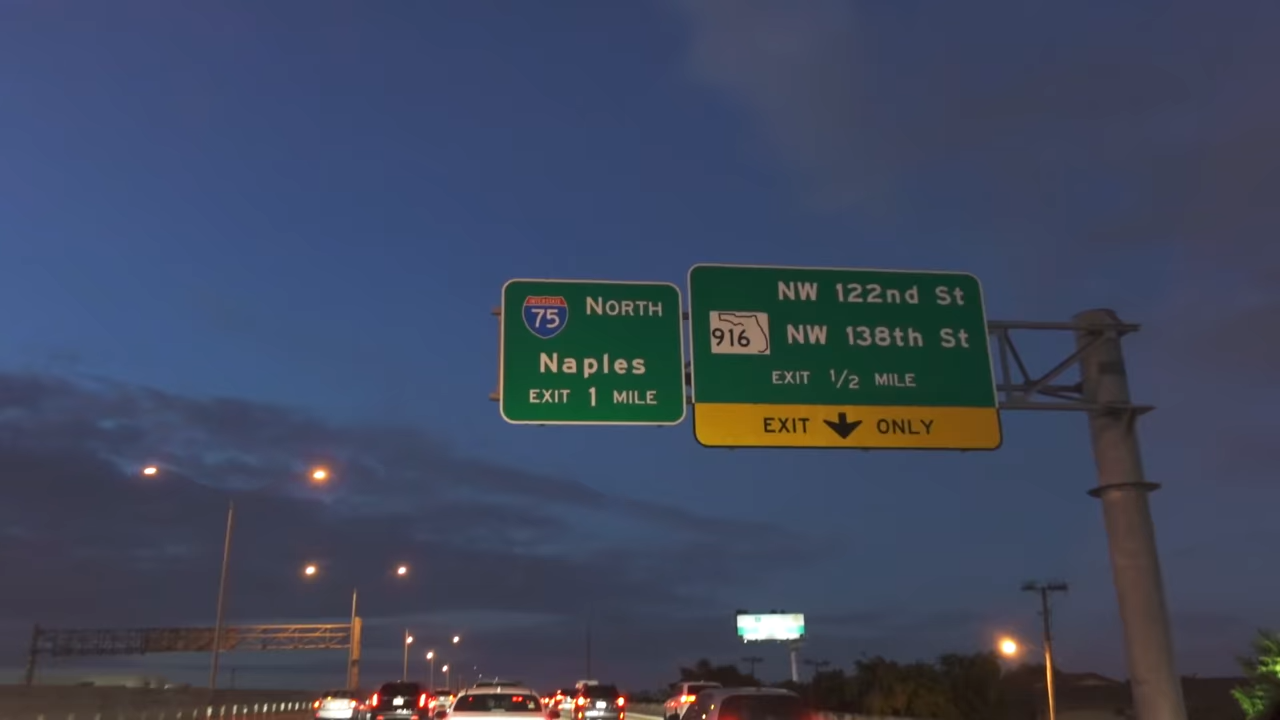 INTERSTATE
75
NORTH
Naples
EXIT 1 MILE
NW 122nd St
916 NW 138th St
EXIT 1/2 MILE
EXIT ONLY